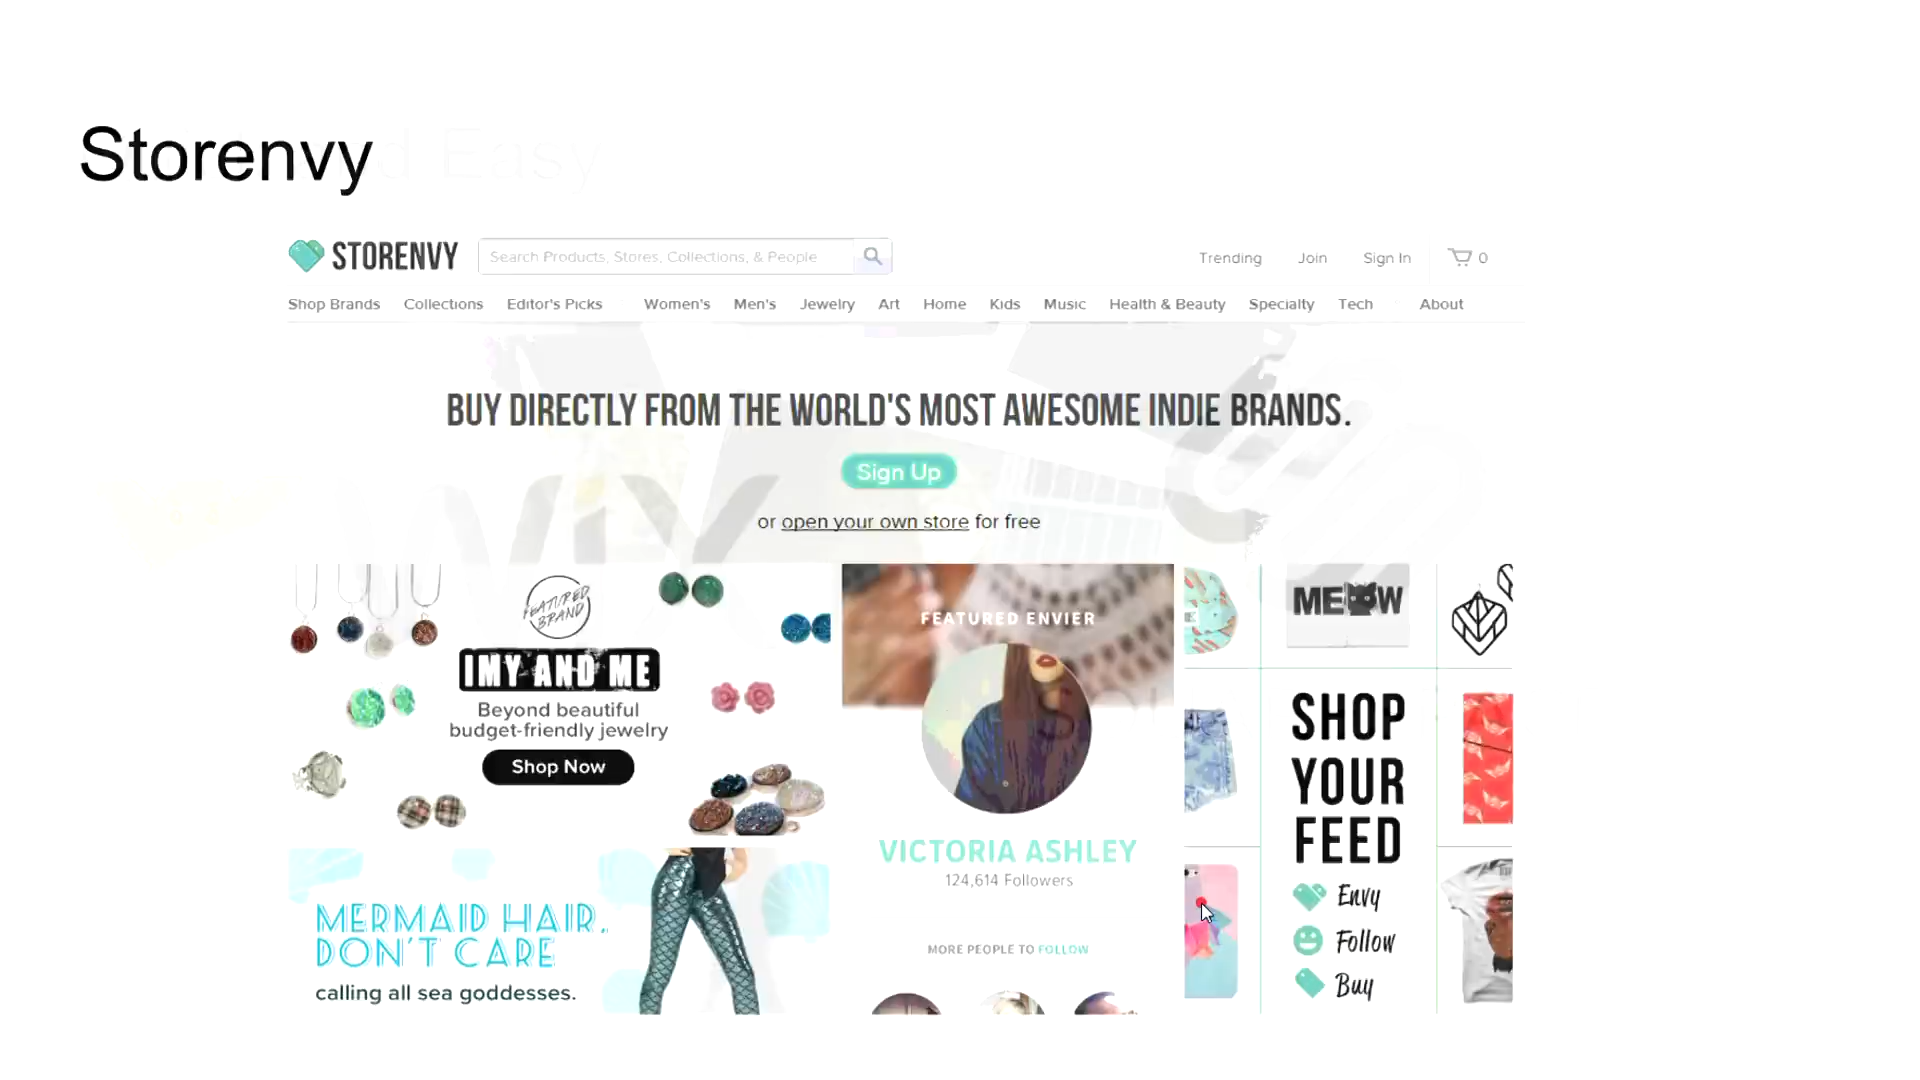 Storenvy
STORENVY
Search Products, Stores, Collections, & People
Trending Join Sign In 0
Shop Brands Collections Editor's Picks Women's Men's Jewelry Art Home Kids Music Health & Beauty Specialty Tech About
BUY DIRECTLY FROM THE WORLD'S MOST AWESOME INDIE BRANDS.
Sign Up
or open your own store for free
FEATURED
BRAND
IMY AND ME
Beyond beautiful
budget-friendly jewelry
Shop Now
MERMAID HAIR,
DON'T CARE
calling all sea goddesses.
FEATURED ENVIER
VICTORIA ASHLEY
124,614 Followers
MORE PEOPLE TO FOLLOW
MEOW
SHOP
YOUR
FEED
Envy
Follow
Buy